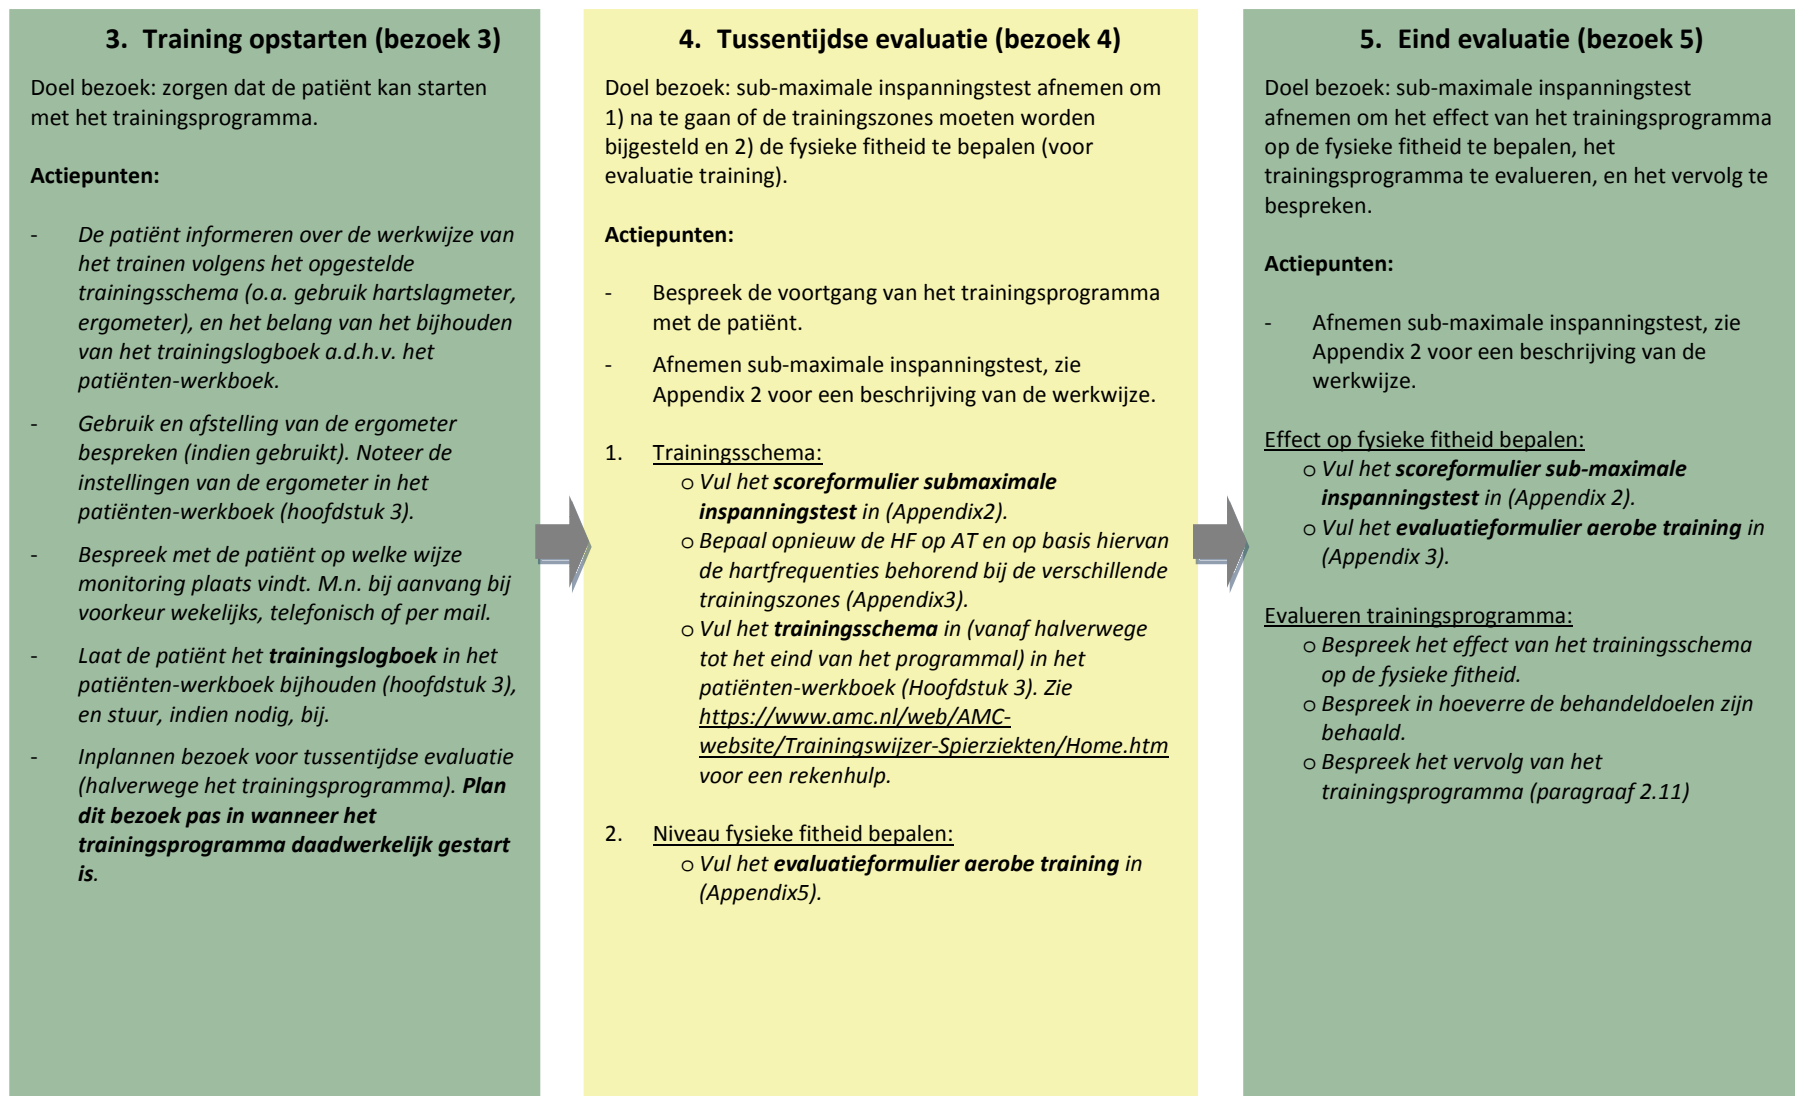 3. Training opstarten (bezoek 3)
Doel bezoek: zorgen dat de patiënt kan starten
met het trainingsprogramma.
Actiepunten:
- De patiënt informeren over de werkwijze van
het trainen volgens het opgestelde
trainingsschema (o.a. gebruik hartslagmeter,
ergometer), en het belang van het bijhouden
van het trainingslogboek a.d.h.v. het
patiënten-werkboek.
- Gebruik en afstelling van de ergometer
bespreken (indien gebruikt). Noteer de
instellingen van de ergometer in het
patiënten-werkboek (hoofdstuk 3).
- Bespreek met de patiënt op welke wijze
monitoring plaats vindt. M.n. bij aanvang bij
voorkeur wekelijks, telefonisch of per mail.
- Laat de patiënt het trainingslogboek in het
patiënten-werkboek bijhouden (hoofdstuk 3),
en stuur, indien nodig, bij.
- Inplannen bezoek voor tussentijdse evaluatie
(halverwege het trainingsprogramma). Plan
dit bezoek pas in wanneer het
trainingsprogramma daadwerkelijk gestart
is.
4. Tussentijdse evaluatie (bezoek 4)
Doel bezoek: sub-maximale inspanningstest afnemen om
1) na te gaan of de trainingszones moeten worden
bijgesteld en 2) de fysieke fitheid te bepalen (voor
evaluatie training).
Actiepunten:
- Bespreek de voortgang van het trainingsprogramma
met de patiënt.
- Afnemen sub-maximale inspanningstest, zie
Appendix 2 voor een beschrijving van de werkwijze.
1. Trainingsschema:
o Vul het scoreformulier submaximale
inspanningstest in (Appendix2).
o Bepaal opnieuw de HF op AT en op basis hiervan
de hartfrequenties behorend bij de verschillende
trainingszones (Appendix3).
o Vul het trainingsschema in (vanaf halverwege
tot het eind van het programmal) in het
patiënten-werkboek (Hoofdstuk 3). Zie
https://www.amc.nl/web/AMC-
website/Trainingswijzer-Spierziekten/Home.htm
voor een rekenhulp.
2. Niveau fysieke fitheid bepalen:
o Vul het evaluatieformulier aerobe training in
(Appendix5).
5. Eind evaluatie (bezoek 5)
Doel bezoek: sub-maximale inspanningstest
afnemen om het effect van het trainingsprogramma
op de fysieke fitheid te bepalen, het
trainingsprogramma te evalueren, en het vervolg te
bespreken.
Actiepunten:
- Afnemen sub-maximale inspanningstest, zie
Appendix 2 voor een beschrijving van de
werkwijze.
Effect op fysieke fitheid bepalen:
o Vul het scoreformulier sub-maximale
inspanningstest in (Appendix 2).
o Vul het evaluatieformulier aerobe training in
(Appendix 3).
Evalueren trainingsprogramma:
o Bespreek het effect van het trainingsschema
op de fysieke fitheid.
o Bespreek in hoeverre de behandeldoelen zijn
behaald.
o Bespreek het vervolg van het
trainingsprogramma (paragraaf 2.11)